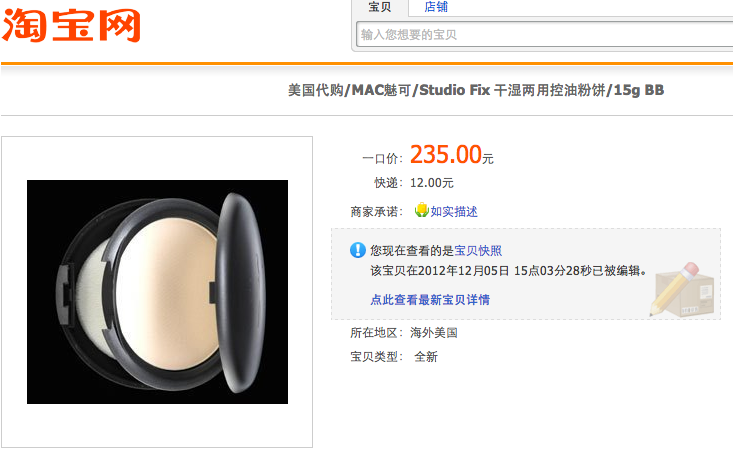 淘宝网
宝贝 店铺
输入您想要的宝贝
美国代购/MAC魅可/Studio Fix 干湿两用控油粉饼/15g BB
一口价: 235.00元
快递: 12.00元
商家承诺: 如实描述
您现在查看的是宝贝快照
该宝贝在2012年12月05日 15点03分28秒已被编辑。
点此查看最新宝贝详情
所在地区: 海外美国
宝贝类型: 全新